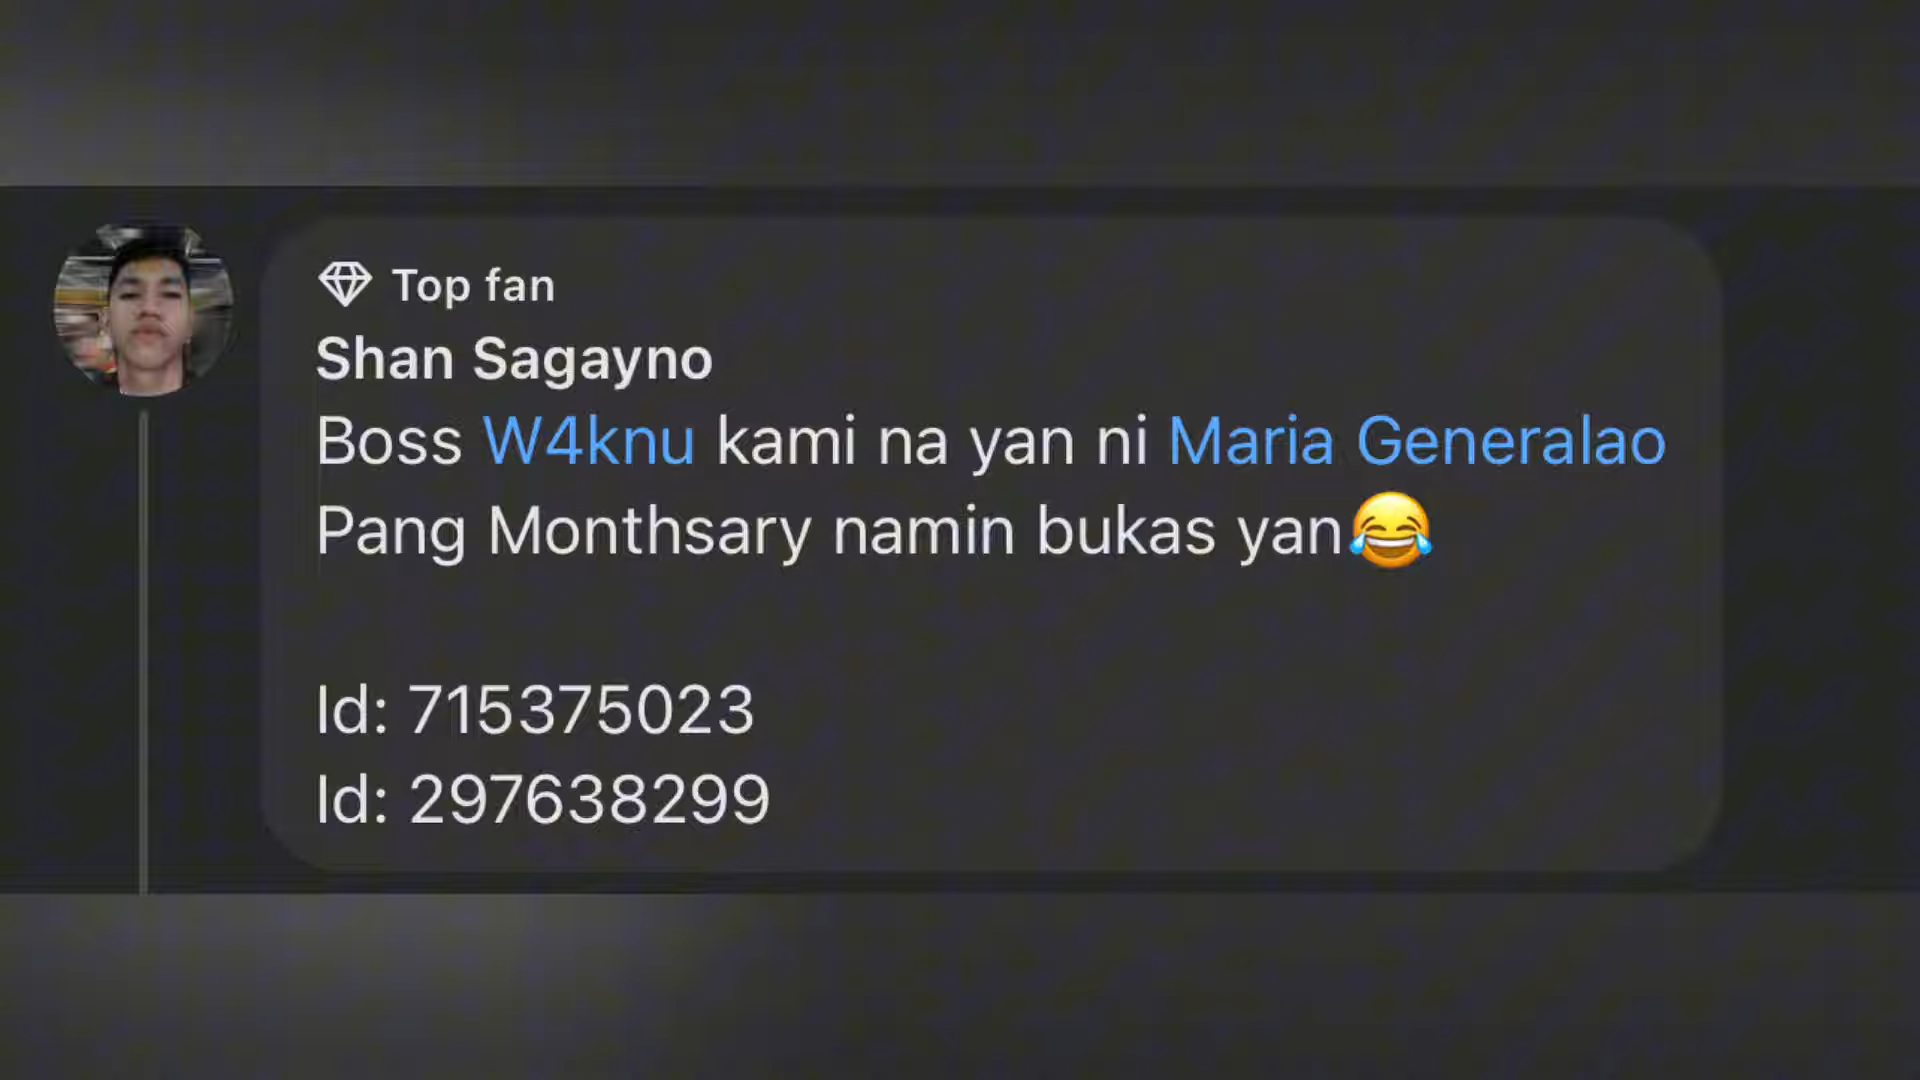 Top fan
Shan Sagayno
Boss W4knu kami na yan ni Maria Generalao
Pang Monthsary namin bukas yan😂
Id: 715375023
Id: 297638299